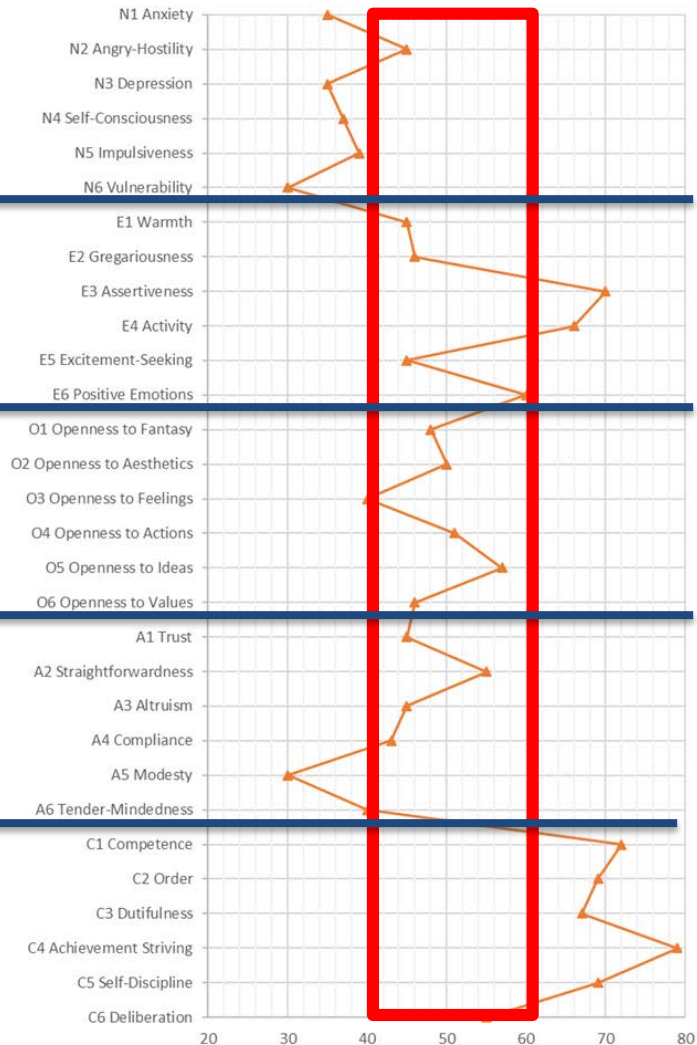 N1 Anxiety
N2 Angry-Hostility
N3 Depression
N4 Self-Consciousness
N5 Impulsiveness
N6 Vulnerability
E1 Warmth
E2 Gregariousness
E3 Assertiveness
E4 Activity
E5 Excitement-Seeking
E6 Positive Emotions
O1 Openness to Fantasy
O2 Openness to Aesthetics
O3 Openness to Feelings
O4 Openness to Actions
O5 Openness to Ideas
O6 Openness to Values
A1 Trust
A2 Straightforwardness
A3 Altruism
A4 Compliance
A5 Modesty
A6 Tender-Mindedness
C1 Competence
C2 Order
C3 Dutifulness
C4 Achievement Striving
C5 Self-Discipline
C6 Deliberation
20 30 40 50 60 70 80